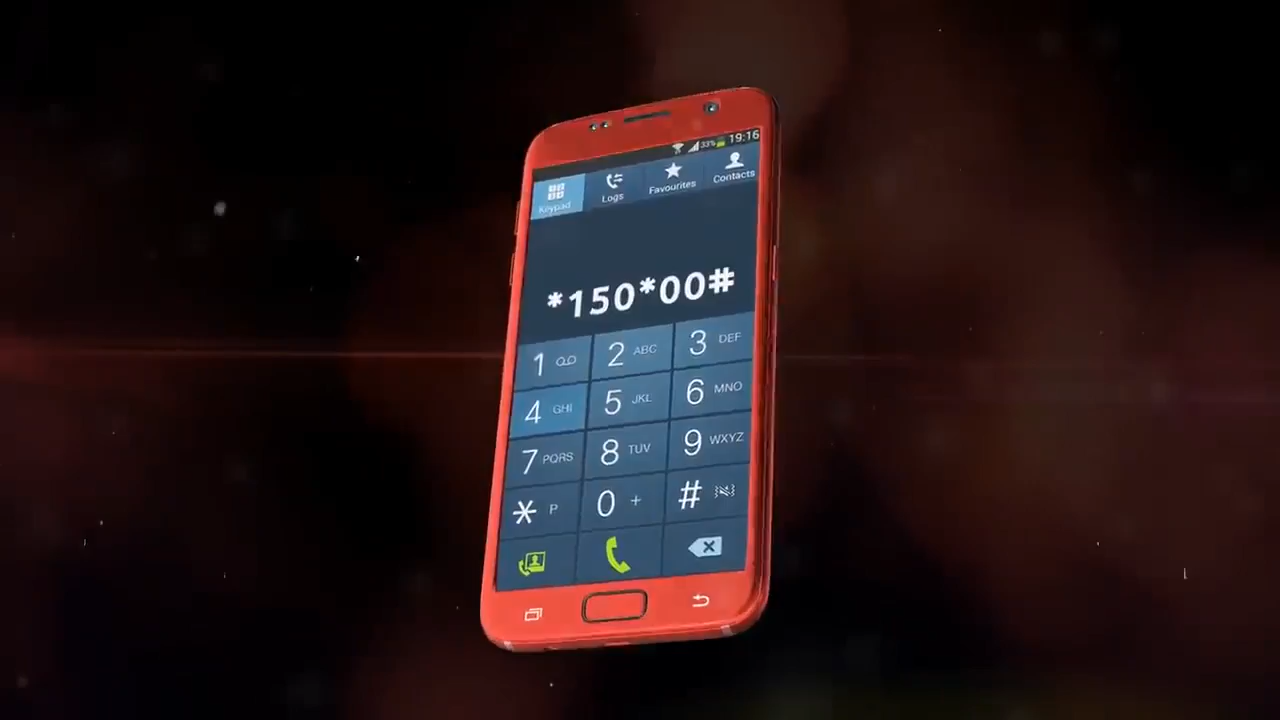 33% 19:16
Keypad Logs Favourites Contacts
*150*00#
1 2 ABC 3 DEF
4 GHI 5 JKL 6 MNO
7 PQRS 8 TUV 9 WXYZ
* P 0 + #